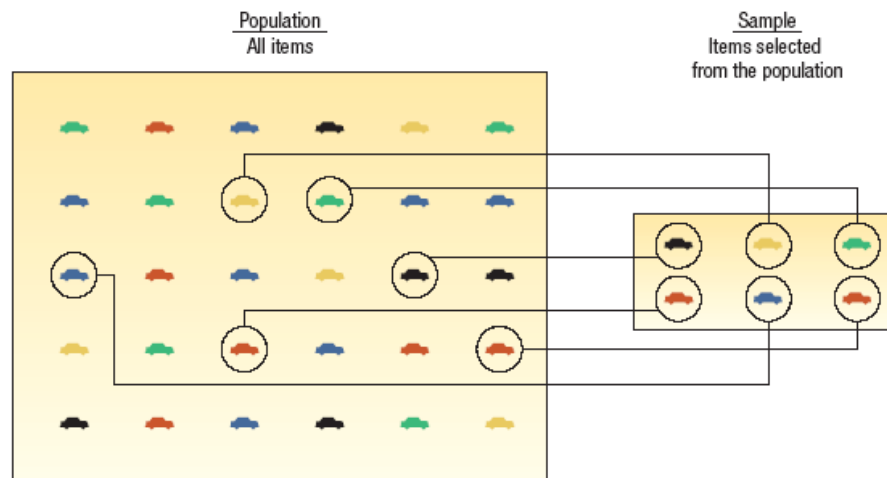 Population
All items
Sample
Items selected
from the population